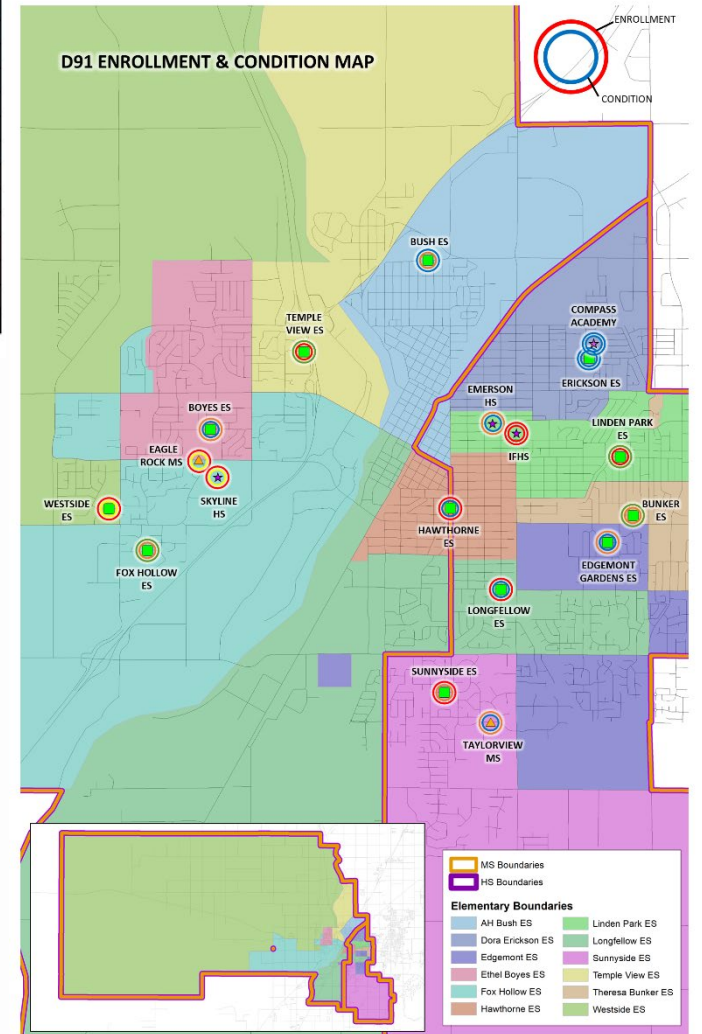 D91 ENROLLMENT & CONDITION MAP
ENROLLMENT
CONDITION
BUSH ES
TEMPLE
VIEW ES
COMPASS
ACADEMY
ERICKSON ES
EMERSON
HS
IFHS
LINDEN PARK
ES
BOYES ES
EAGLE
ROCK MS
SKYLINE
HS
WESTSIDE
ES
FOX HOLLOW
ES
HAWTHORNE
ES
BUNKER
ES
EDGEMONT
GARDENS ES
LONGFELLOW
ES
SUNNYSIDE ES
TAYLORVIEW
MS
MS Boundaries
HS Boundaries
Elementary Boundaries
AH Bush ES
Dora Erickson ES
Edgemont ES
Ethel Boyes ES
Fox Hollow ES
Hawthorne ES
Linden Park ES
Longfellow ES
Sunnyside ES
Temple View ES
Theresa Bunker ES
Westside ES